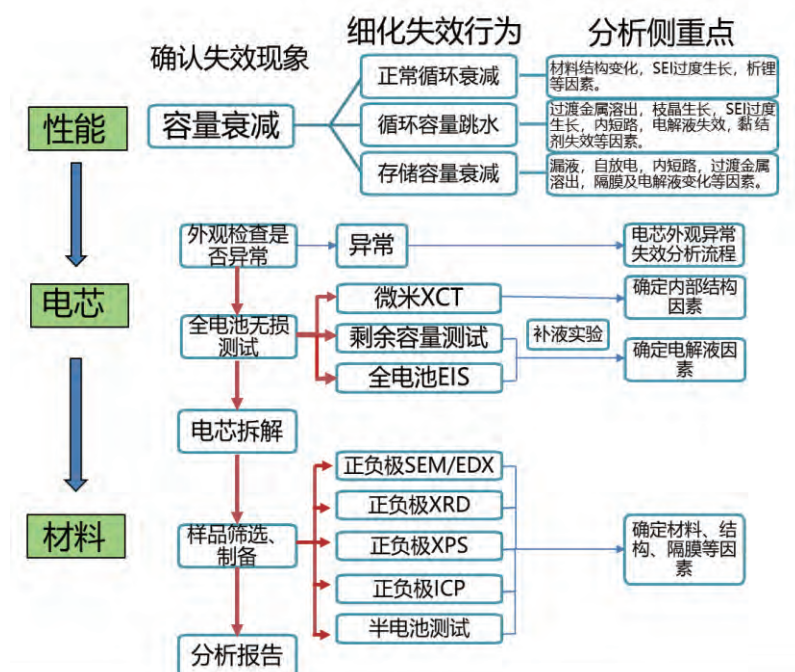 确认失效现象
细化失效行为
分析侧重点
性能
容量衰减
正常循环衰减
材料结构变化，SEI过度生长，析锂
等因素。
循环容量跳水
过渡金属溶出，枝晶生长，SEI过度
生长，内短路，电解液失效，黏结
剂失效等因素。
存储容量衰减
漏液，自放电，内短路，过渡金属
溶出，隔膜及电解液变化等因素。
电芯
外观检查是
否异常
异常
电芯外观异常
失效分析流程
全电池无损
测试
微米XCT
确定内部结构
因素
剩余容量测试
补液实验
全电池EIS
确定电解液因
素
电芯拆解
材料
样品筛选、
制备
正负极SEM/EDX
正负极XRD
正负极XPS
正负极ICP
半电池测试
确定材料、结
构、隔膜等因
素
分析报告